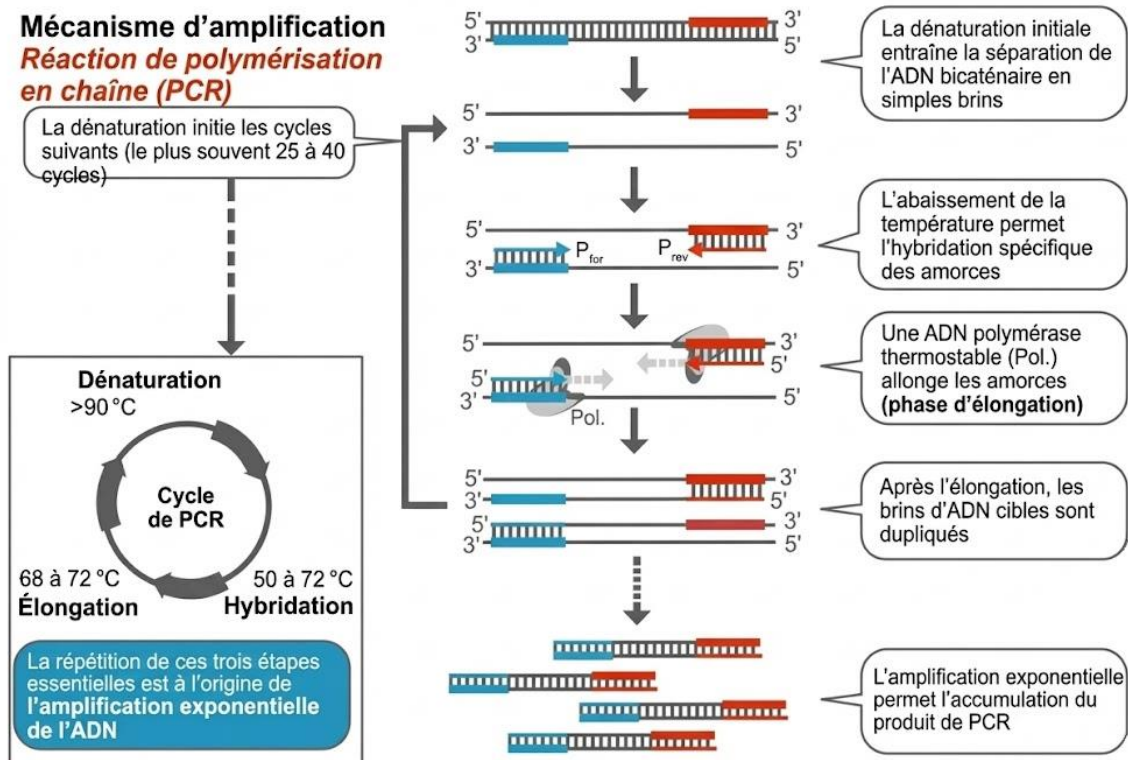 Mécanisme d’amplification
Réaction de polymérisation
en chaîne (PCR)
La dénaturation initie les cycles
suivants (le plus souvent 25 à 40
cycles)
5' 3'
3' 5'
La dénaturation initiale
entraîne la séparation de
l’ADN bicaténaire en
simples brins
5' 3'
3' 5'
5' 3'
P for P rev
3' 5'
L’abaissement de la
température permet
l’hybridation spécifique
des amorces
5' 3'
5' 5'
3' 5'
Pol.
Une ADN polymérase
thermostable (Pol.)
allonge les amorces
(phase d’élongation)
5' 3'
3' 5'
5' 3'
3' 5'
Après l’élongation, les
brins d’ADN cibles sont
dupliqués
L’amplification exponentielle
permet l’accumulation du
produit de PCR
Dénaturation
>90 °C
Cycle
de PCR
68 à 72 °C
Élongation
50 à 72 °C
Hybridation
La répétition de ces trois étapes
essentielles est à l’origine de
l’amplification exponentielle
de l’ADN